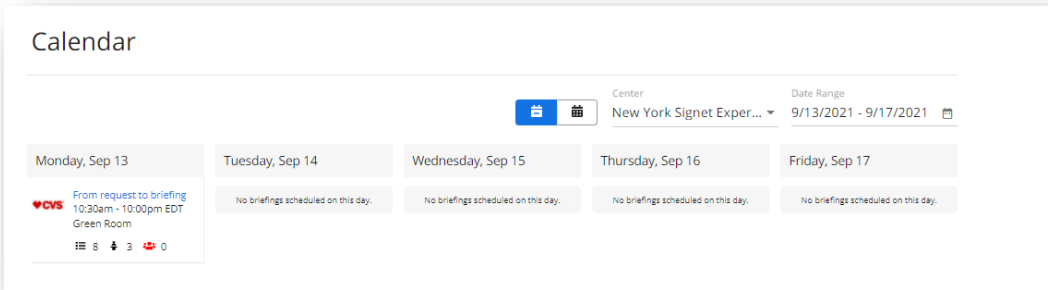 Calendar
Center
Date Range
New York Signet Exper...
9/13/2021 - 9/17/2021
Monday, Sep 13
Tuesday, Sep 14
Wednesday, Sep 15
Thursday, Sep 16
Friday, Sep 17
CVS
From request to briefing
10:30am - 10:00pm EDT
Green Room
8 3 0
No briefings scheduled on this day.
No briefings scheduled on this day.
No briefings scheduled on this day.
No briefings scheduled on this day.